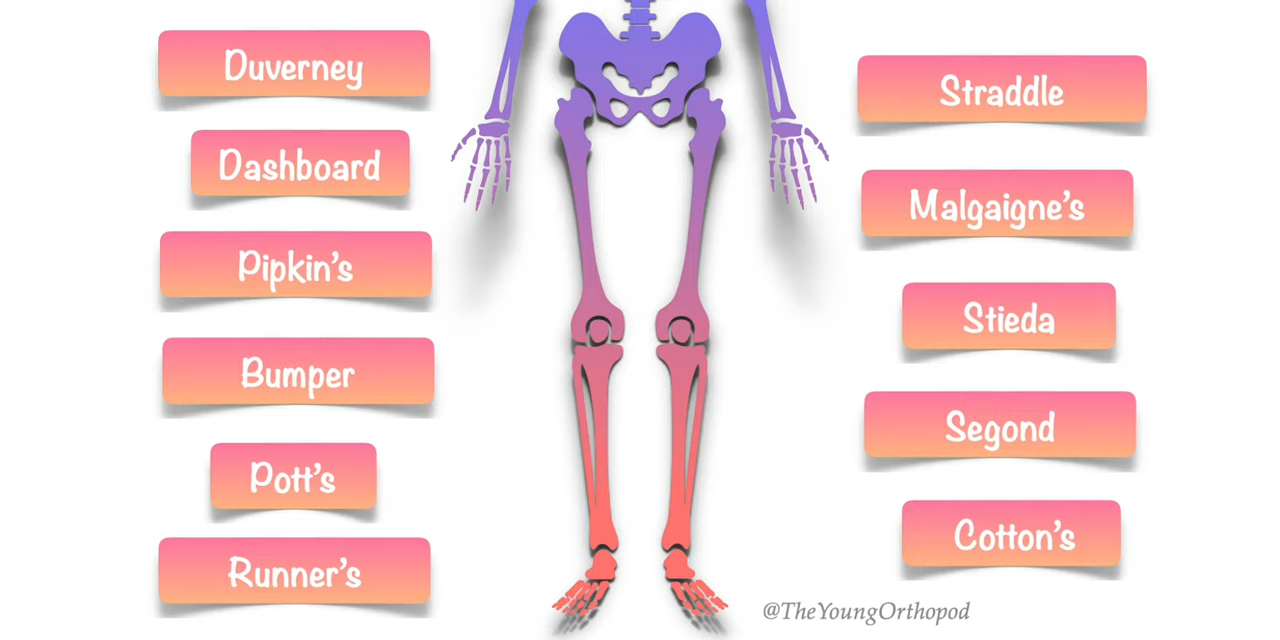 Duverney
Dashboard
Pipkin's
Bumper
Pott's
Runner's
Straddle
Malgaigne's
Stieda
Segond
Cotton's
@TheYoungOrthopod